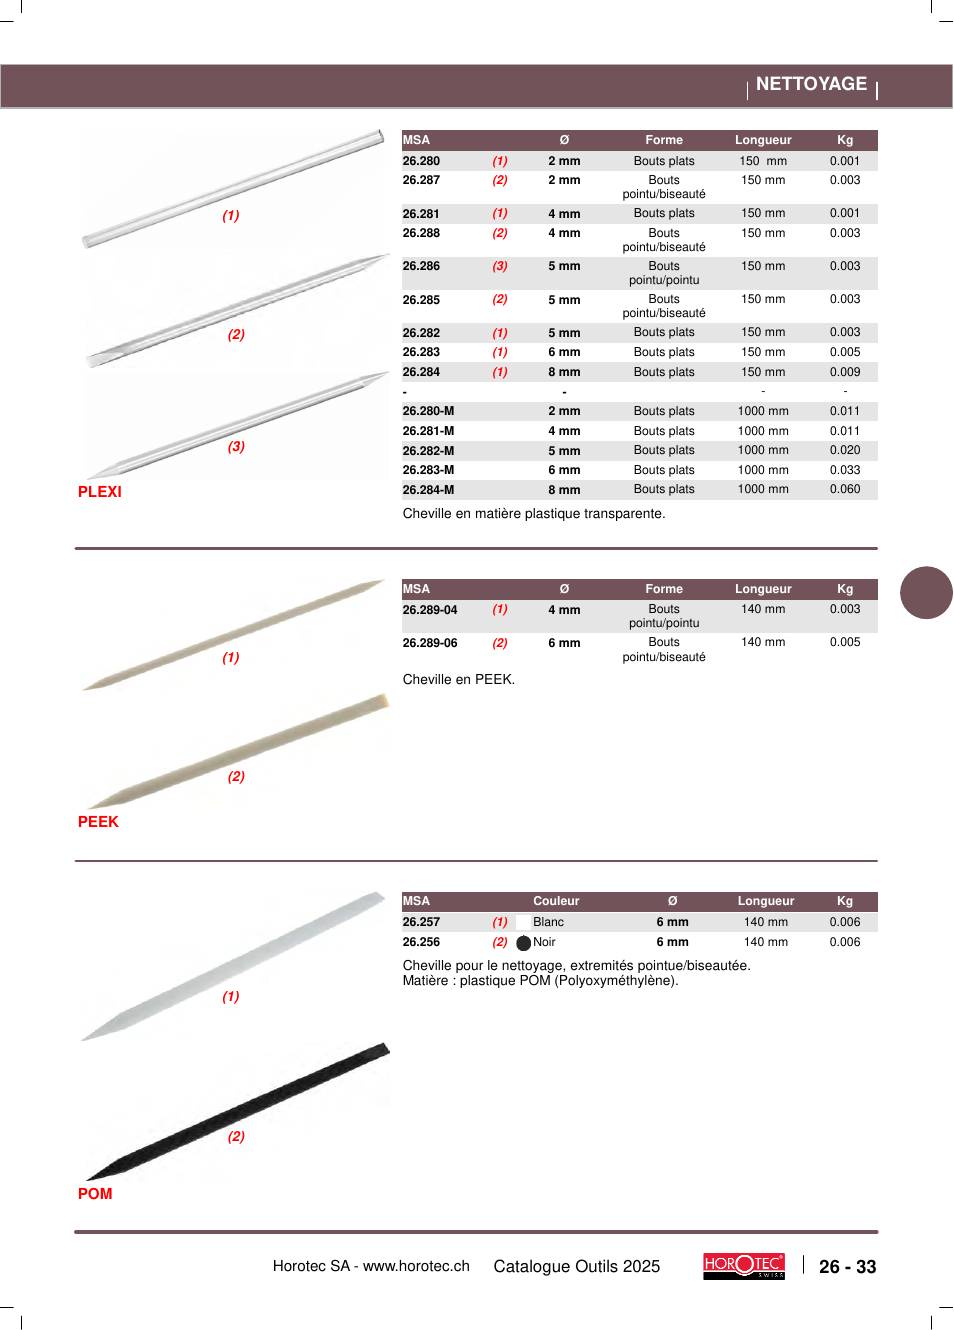 NETTOYAGE
(1)
(2)
(3)
PLEXI
MSA Ø Forme Longueur Kg
26.280 (1) 2 mm Bouts plats 150 mm 0.001
26.287 (2) 2 mm Bouts 150 mm 0.003
pointu/biseauté
26.281 (1) 4 mm Bouts plats 150 mm 0.001
26.288 (2) 4 mm Bouts 150 mm 0.003
pointu/biseauté
26.286 (3) 5 mm Bouts 150 mm 0.003
pointu/pointu
26.285 (2) 5 mm Bouts 150 mm 0.003
pointu/biseauté
26.282 (1) 5 mm Bouts plats 150 mm 0.003
26.283 (1) 6 mm Bouts plats 150 mm 0.005
26.284 (1) 8 mm Bouts plats 150 mm 0.009
- - - -
26.280-M 2 mm Bouts plats 1000 mm 0.011
26.281-M 4 mm Bouts plats 1000 mm 0.011
26.282-M 5 mm Bouts plats 1000 mm 0.020
26.283-M 6 mm Bouts plats 1000 mm 0.033
26.284-M 8 mm Bouts plats 1000 mm 0.060
Cheville en matière plastique transparente.
(1)
(2)
PEEK
MSA Ø Forme Longueur Kg
26.289-04 (1) 4 mm Bouts 140 mm 0.003
pointu/pointu
26.289-06 (2) 6 mm Bouts 140 mm 0.005
pointu/biseauté
Cheville en PEEK.
(1)
(2)
POM
MSA Couleur Ø Longueur Kg
26.257 (1) Blanc 6 mm 140 mm 0.006
26.256 (2) Noir 6 mm 140 mm 0.006
Cheville pour le nettoyage, extremités pointue/biseautée.
Matière : plastique POM (Polyoxyméthylène).
Horotec SA - www.horotec.ch Catalogue Outils 2025 HOROTEC® SWISS 26 - 33